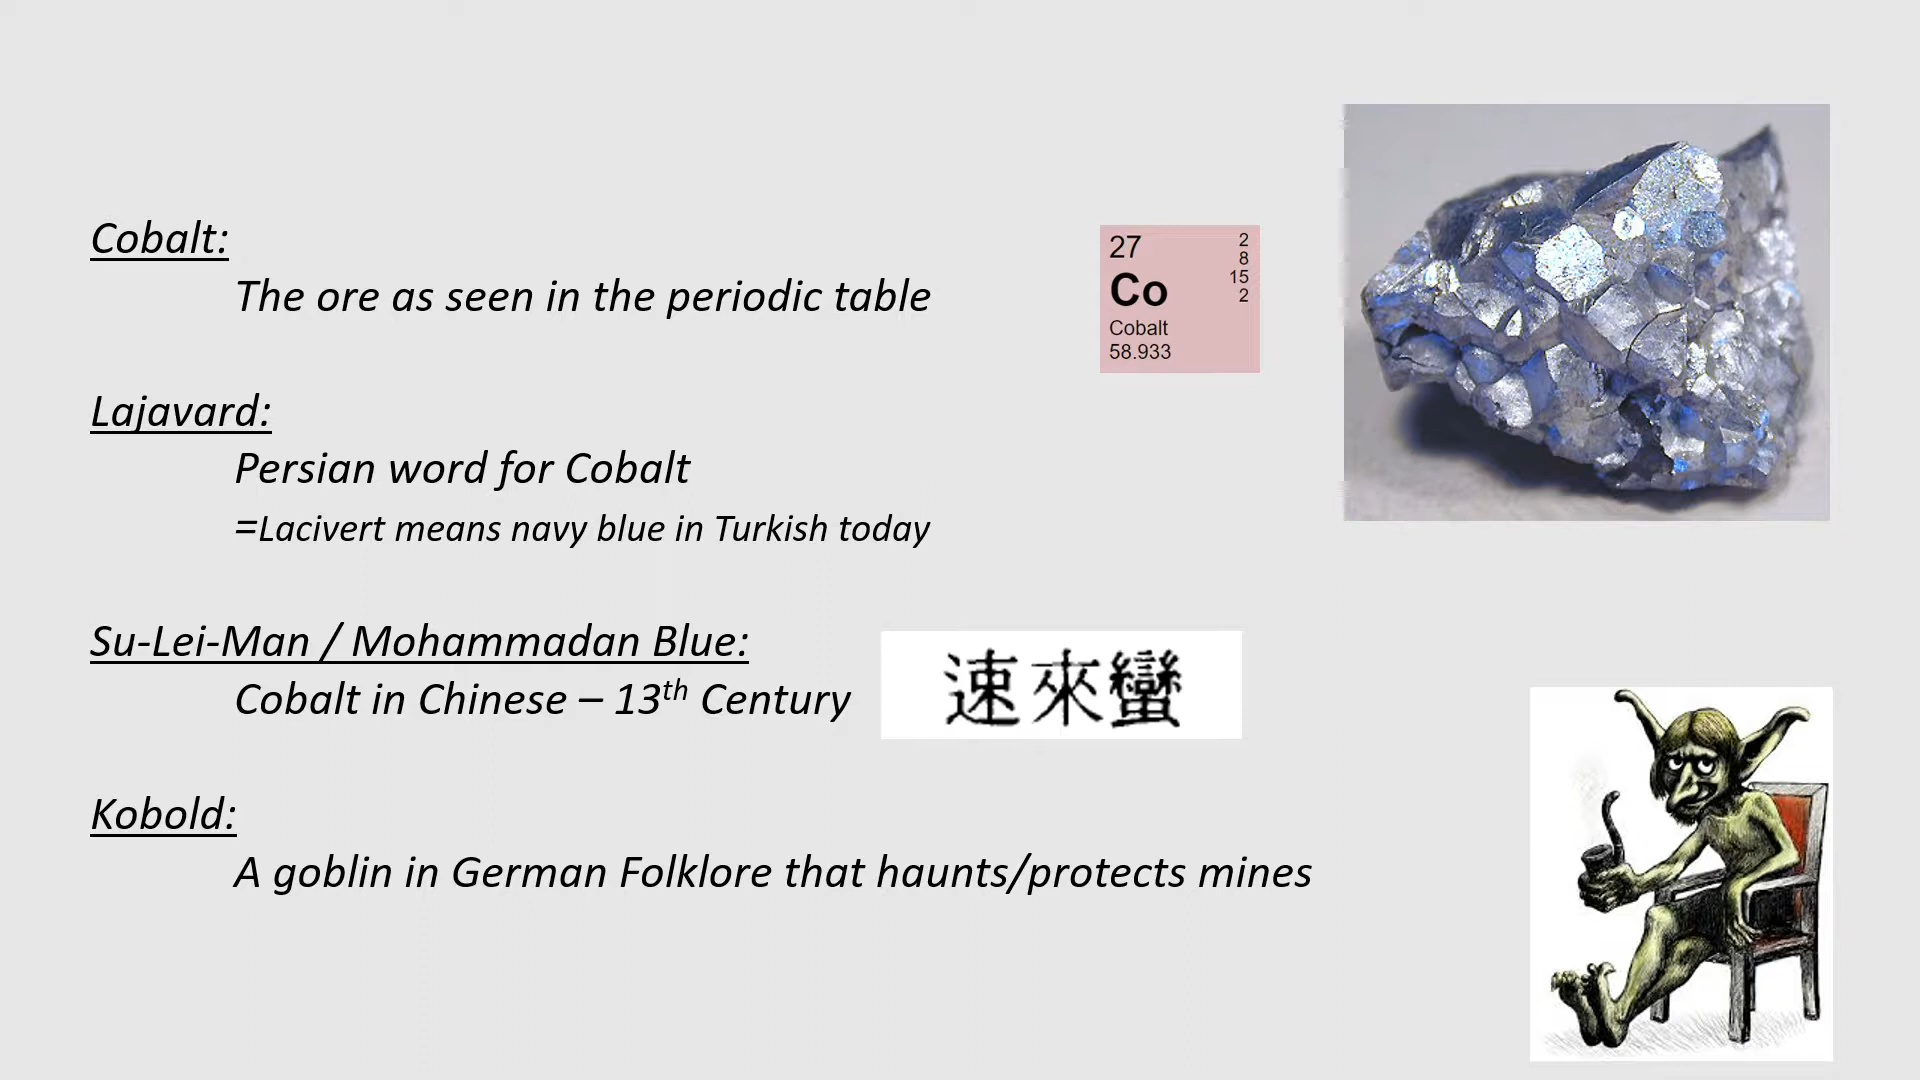 Cobalt:
The ore as seen in the periodic table
27
Co
Cobalt
58.933
2
8
15
2
Lajavard:
Persian word for Cobalt
=Lacivert means navy blue in Turkish today
Su-Lei-Man / Mohammadan Blue:
Cobalt in Chinese – 13th Century
速來蠻
Kobold:
A goblin in German Folklore that haunts/protects mines